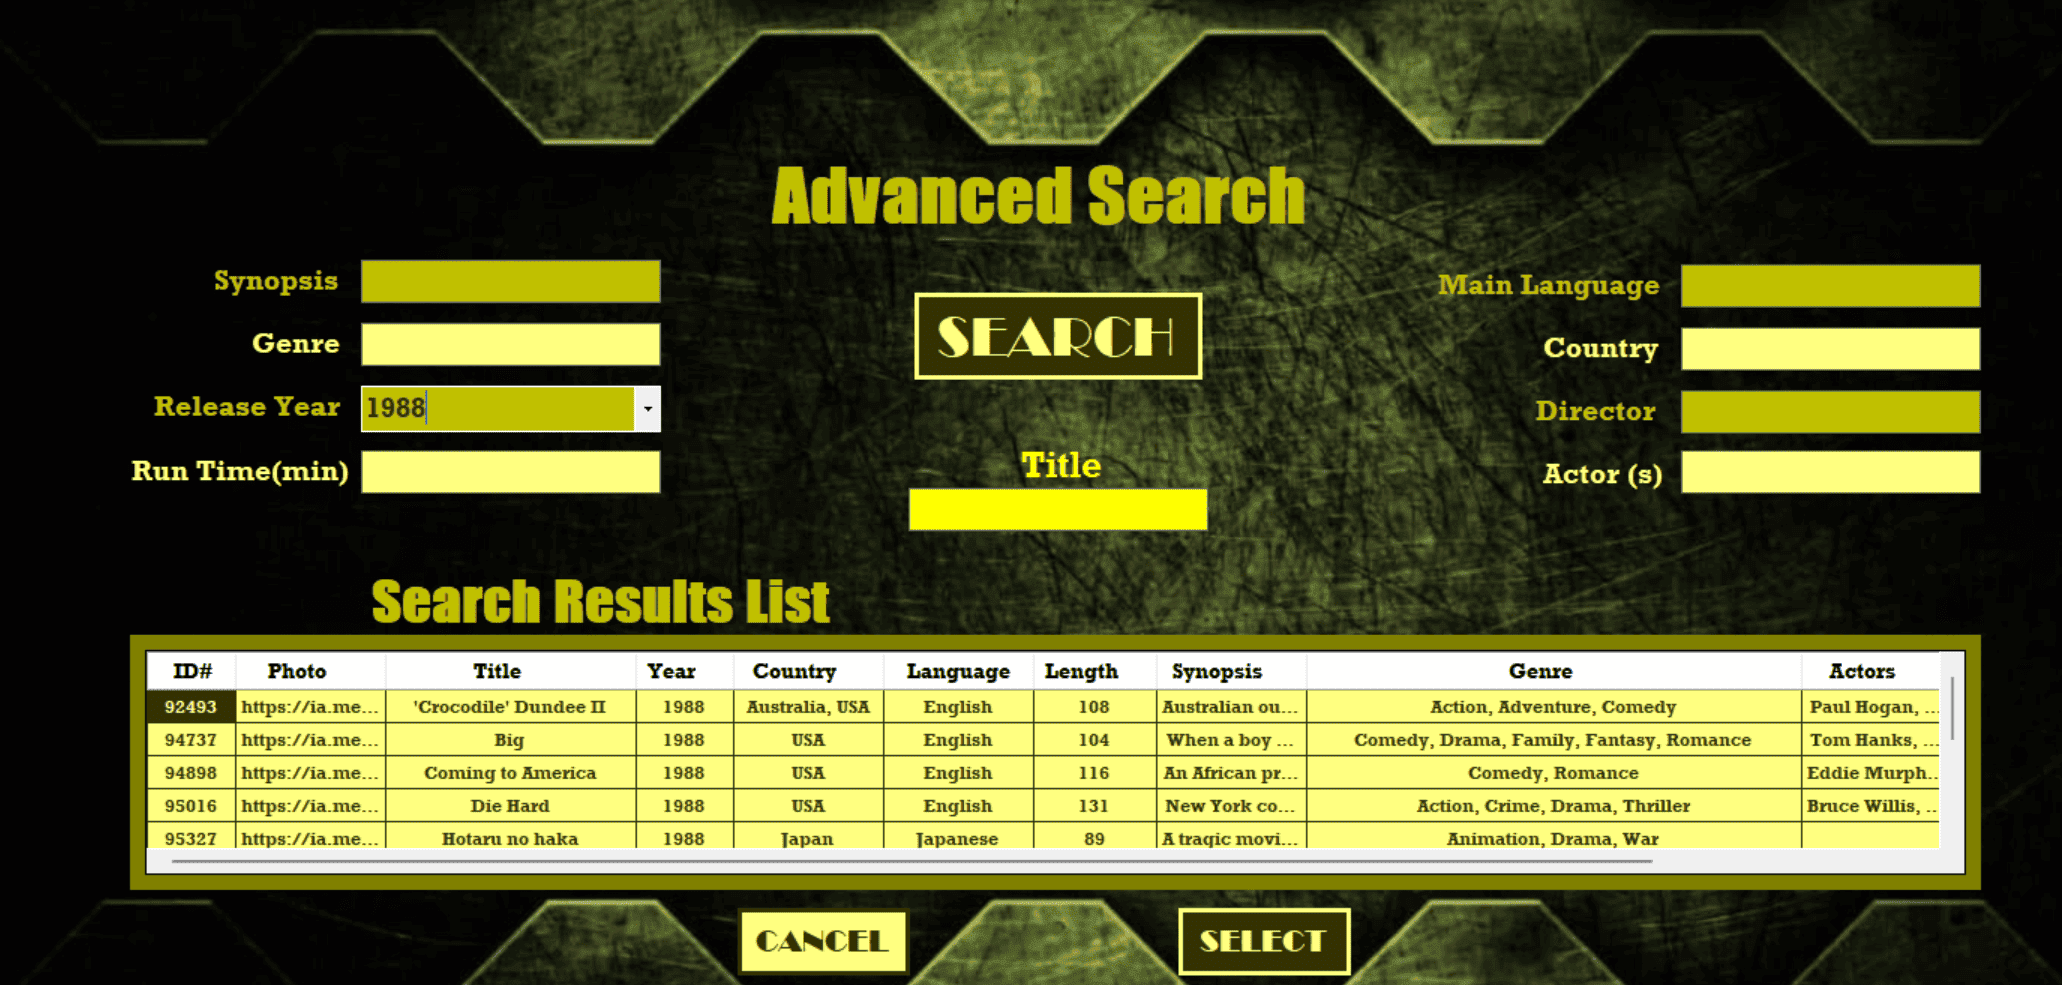 Advanced Search
Synopsis
Genre
Release Year 1988
Run Time(min)
SEARCH
Title
Main Language
Country
Director
Actor (s)
Search Results List
ID# Photo Title Year Country Language Length Synopsis Genre Actors
92493 https://ia.me... 'Crocodile' Dundee II 1988 Australia, USA English 108 Australian ou... Action, Adventure, Comedy Paul Hogan, ...
94737 https://ia.me... Big 1988 USA English 104 When a boy ... Comedy, Drama, Family, Fantasy, Romance Tom Hanks, ...
94898 https://ia.me... Coming to America 1988 USA English 116 An African pr... Comedy, Romance Eddie Murph..
95016 https://ia.me... Die Hard 1988 USA English 131 New York co... Action, Crime, Drama, Thriller Bruce Willis, ..
95327 https://ia.me... Hotaru no haka 1988 Japan Japanese 89 A tragic movi... Animation, Drama, War
CANCEL SELECT